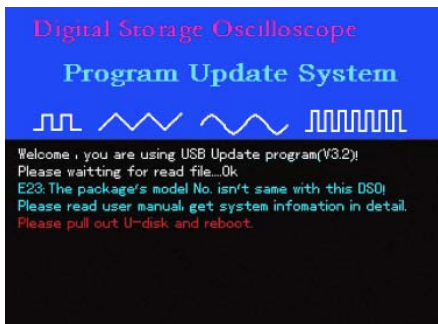 Digital Storage Oscilloscope
Program Update System
Welcome , you are using USB Update program(V3.2)!
Please waitting for read file....Ok
E23: The package's model No. isn't same with this DSO!
Please read user manual, get system infomation in detail.
Please pull out U-disk and reboot.